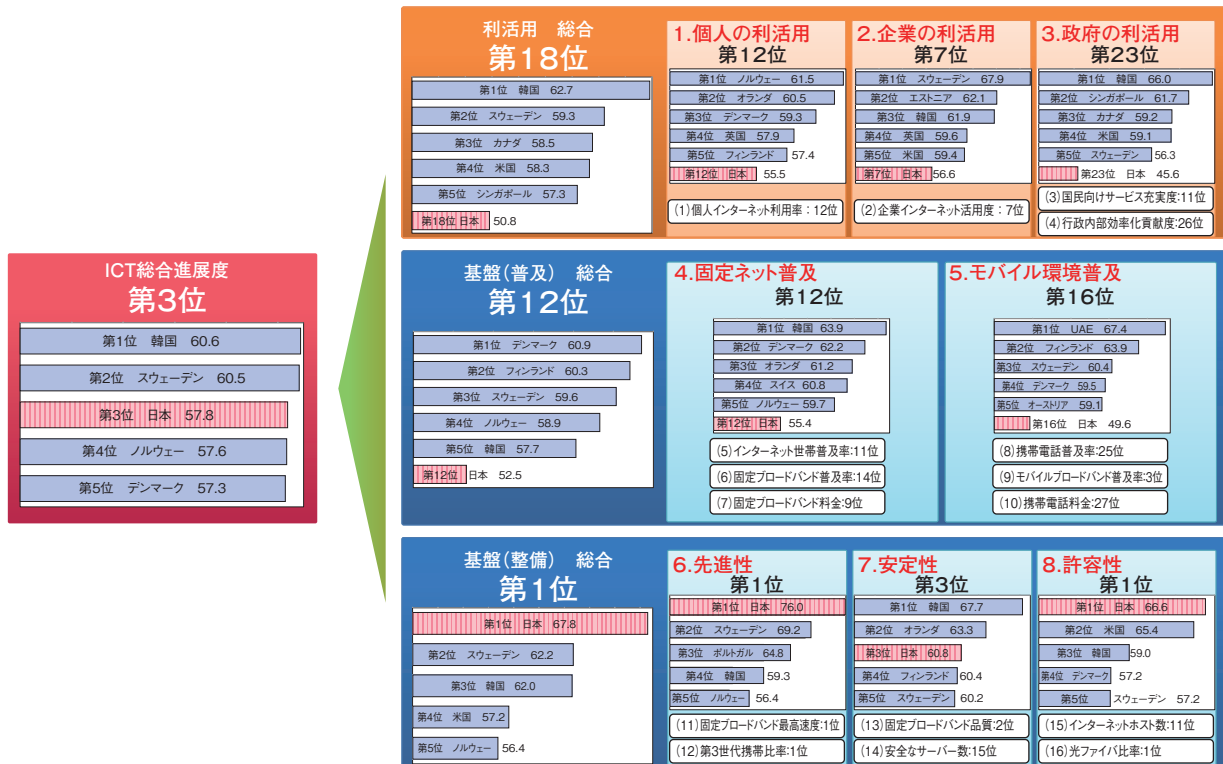 ICT総合進展度
第3位
第1位 韓国 60.6
第2位 スウェーデン 60.5
第3位 日本 57.8
第4位 ノルウェー 57.6
第5位 デンマーク 57.3
利活用 総合
第18位
第1位 韓国 62.7
第2位 スウェーデン 59.3
第3位 カナダ 58.5
第4位 米国 58.3
第5位 シンガポール 57.3
第18位 日本 50.8
1.個人の利活用
第12位
第1位 ノルウェー 61.5
第2位 オランダ 60.5
第3位 デンマーク 59.3
第4位 英国 57.9
第5位 フィンランド 57.4
第12位 日本 55.5
(1)個人インターネット利用率：12位
2.企業の利活用
第7位
第1位 スウェーデン 67.9
第2位 エストニア 62.1
第3位 韓国 61.9
第4位 英国 59.6
第5位 米国 59.4
第7位 日本 56.6
(2)企業インターネット活用度：7位
3.政府の利活用
第23位
第1位 韓国 66.0
第2位 シンガポール 61.7
第3位 カナダ 59.2
第4位 米国 59.1
第5位 スウェーデン 56.3
第23位 日本 45.6
(3)国民向けサービス充実度:11位
(4)行政内部効率化貢献度:26位
基盤(普及) 総合
第12位
第1位 デンマーク 60.9
第2位 フィンランド 60.3
第3位 スウェーデン 59.6
第4位 ノルウェー 58.9
第5位 韓国 57.7
第12位 日本 52.5
4.固定ネット普及
第12位
第1位 韓国 63.9
第2位 デンマーク 62.2
第3位 オランダ 61.2
第4位 スイス 60.8
第5位 ノルウェー 59.7
第12位 日本 55.4
(5)インターネット世帯普及率:11位
(6)固定ブロードバンド普及率:14位
(7)固定ブロードバンド料金:9位
5.モバイル環境普及
第16位
第1位 UAE 67.4
第2位 フィンランド 63.9
第3位 スウェーデン 60.4
第4位 デンマーク 59.5
第5位 オーストリア 59.1
第16位 日本 49.6
(8)携帯電話普及率:25位
(9)モバイルブロードバンド普及率:3位
(10)携帯電話料金:27位
基盤(整備) 総合
第1位
第1位 日本 67.8
第2位 スウェーデン 62.2
第3位 韓国 62.0
第4位 米国 57.2
第5位 ノルウェー 56.4
6.先進性
第1位
第1位 日本 76.0
第2位 スウェーデン 69.2
第3位 ポルトガル 64.8
第4位 韓国 59.3
第5位 ノルウェー 56.4
(11)固定ブロードバンド最高速度:1位
(12)第3世代携帯比率:1位
7.安定性
第3位
第1位 韓国 67.7
第2位 オランダ 63.3
第3位 日本 60.8
第4位 フィンランド 60.4
第5位 スウェーデン 60.2
(13)固定ブロードバンド品質:2位
(14)安全なサーバー数:15位
8.許容性
第1位
第1位 日本 66.6
第2位 米国 65.4
第3位 韓国 59.0
第4位 デンマーク 57.2
第5位 スウェーデン 57.2
(15)インターネットホスト数:11位
(16)光ファイバ比率:1位